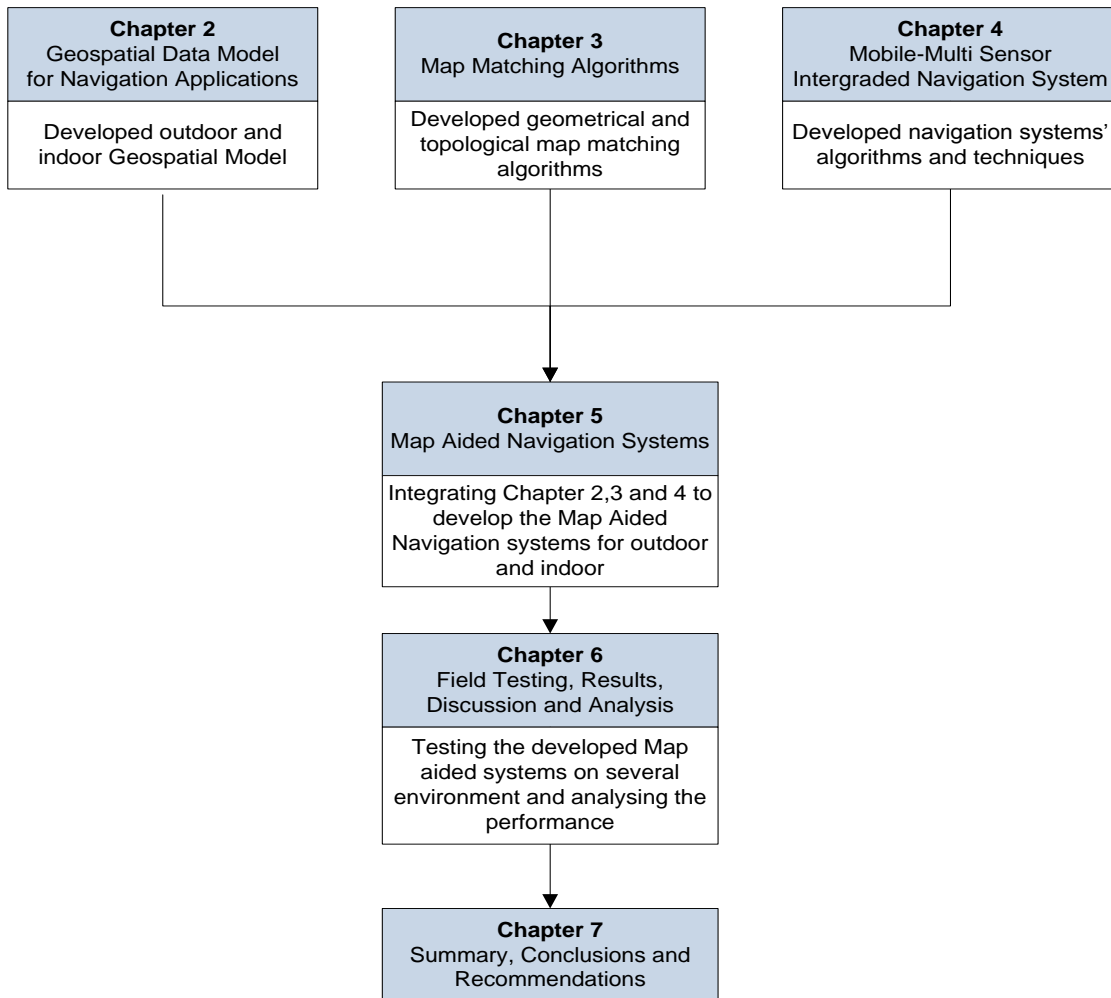 Chapter 2
Geospatial Data Model
for Navigation Applications
Developed outdoor and
indoor Geospatial Model
Chapter 3
Map Matching Algorithms
Developed geometrical and
topological map matching
algorithms
Chapter 4
Mobile-Multi Sensor
Intergraded Navigation System
Developed navigation systems’
algorithms and techniques
Chapter 5
Map Aided Navigation Systems
Integrating Chapter 2,3 and 4 to
develop the Map Aided
Navigation systems for outdoor
and indoor
Chapter 6
Field Testing, Results,
Discussion and Analysis
Testing the developed Map
aided systems on several
environment and analysing the
performance
Chapter 7
Summary, Conclusions and
Recommendations